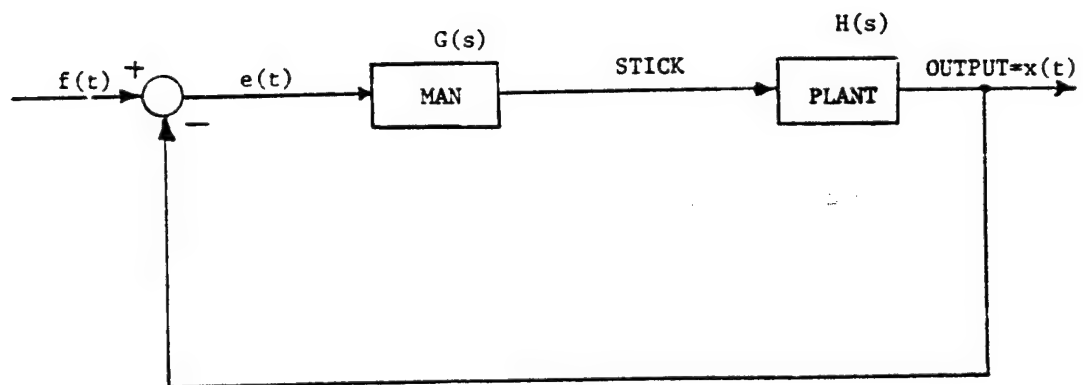 G(s)
H(s)
f(t)
+
e(t)
MAN
STICK
PLANT
OUTPUT=x(t)
−